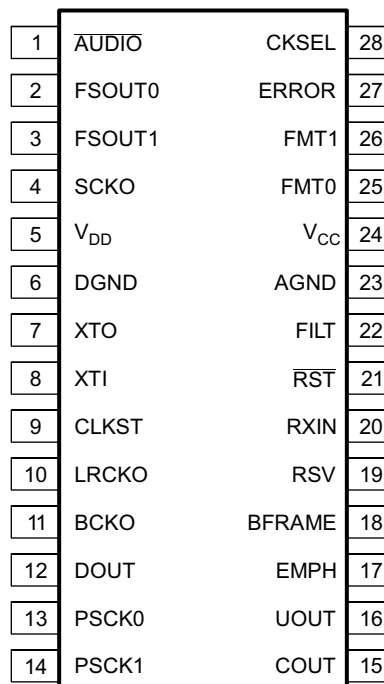 1 AUDIO CKSEL 28
2 FSOUT0 ERROR 27
3 FSOUT1 FMT1 26
4 SCKO FMT0 25
5 VDD VCC 24
6 DGND AGND 23
7 XTO FILT 22
8 XTI RST 21
9 CLKST RXIN 20
10 LRCKO RSV 19
11 BCKO BFRAME 18
12 DOUT EMPH 17
13 PSCK0 UOUT 16
14 PSCK1 COUT 15